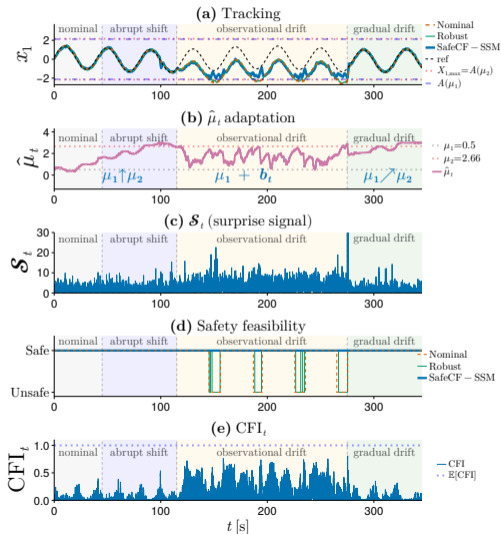 (a) Tracking
nominal abrupt shift observational drift gradual drift
x₁
2
0
−2
0 100 200 300
Nominal
Robust
SafeCF − SSM
ref
X₁,max=A(μ₂)
A(μ₁)
(b) μ̂ₜ adaptation
nominal abrupt shift observational drift gradual drift
μ̂ₜ
4
2
0
μ₁↑μ₂ μ₁ + bₜ μ₁↗μ₂
0 100 200 300
μ₁=0.5
μ₂=2.66
μ̂ₜ
(c) 𝓢ₜ (surprise signal)
nominal abrupt shift observational drift gradual drift
𝓢ₜ
30
20
10
0
0 100 200 300
(d) Safety feasibility
nominal abrupt shift observational drift gradual drift
Safe
Unsafe
0 100 200 300
Nominal
Robust
SafeCF − SSM
(e) CFIₜ
nominal abrupt shift observational drift gradual drift
CFIₜ
1.0
0.5
0.0
0 100 200 300
CFI
𝔼[CFI]
t [s]